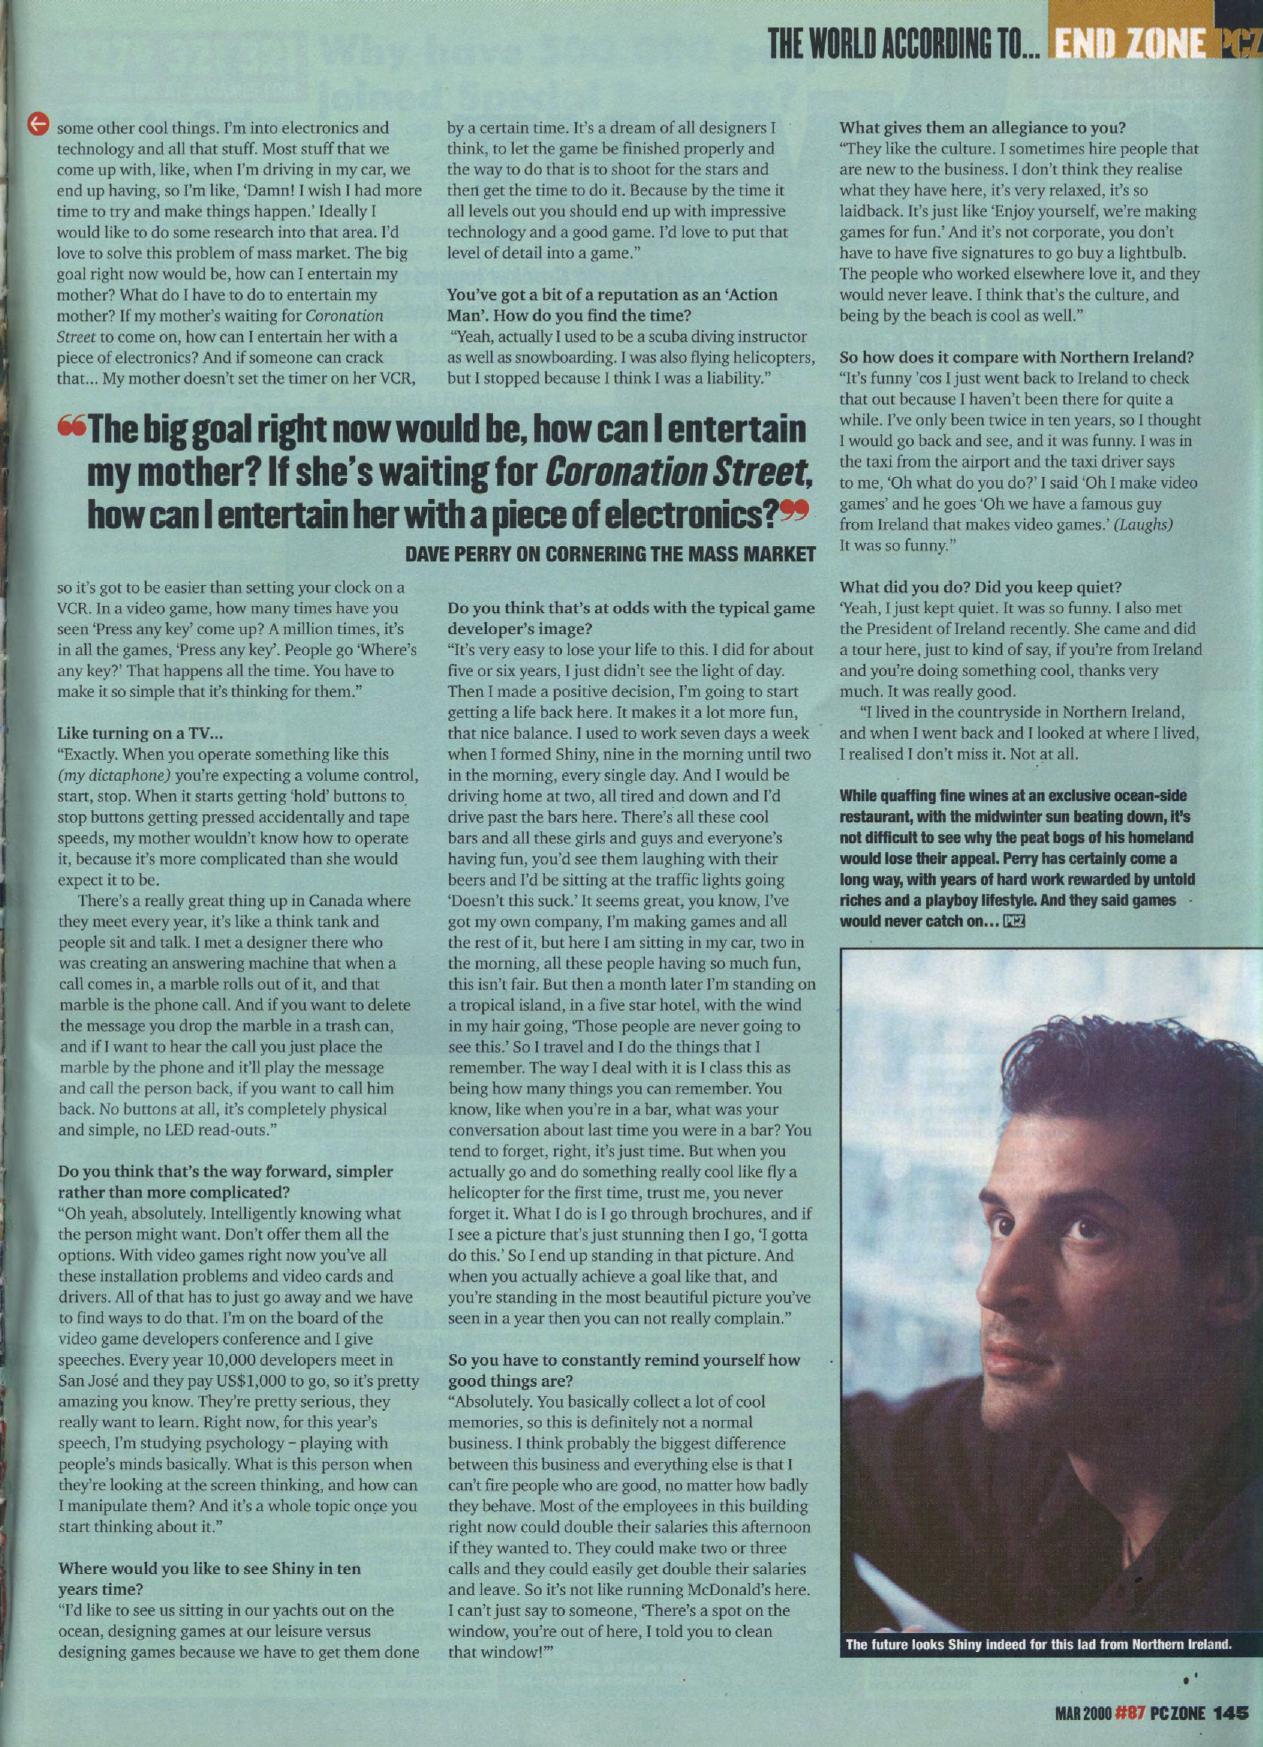 THE WORLD ACCORDING TO... END ZONE PCZ
some other cool things. I'm into electronics and
technology and all that stuff. Most stuff that we
come up with, like, when I'm driving in my car, we
end up having, so I'm like, 'Damn! I wish I had more
time to try and make things happen.' Ideally I
would like to do some research into that area. I'd
love to solve this problem of mass market. The big
goal right now would be, how can I entertain my
mother? What do I have to do to entertain my
mother? If my mother's waiting for Coronation
Street to come on, how can I entertain her with a
piece of electronics? And if someone can crack
that... My mother doesn't set the timer on her VCR,
“The big goal right now would be, how can I entertain
my mother? If she's waiting for Coronation Street,
how can I entertain her with a piece of electronics?”
DAVE PERRY ON CORNERING THE MASS MARKET
so it's got to be easier than setting your clock on a
VCR. In a video game, how many times have you
seen 'Press any key' come up? A million times, it's
in all the games, 'Press any key'. People go 'Where's
any key?' That happens all the time. You have to
make it so simple that it's thinking for them.”
Like turning on a TV...
“Exactly. When you operate something like this
(my dictaphone) you're expecting a volume control,
start, stop. When it starts getting 'hold' buttons to
stop buttons getting pressed accidentally and tape
speeds, my mother wouldn't know how to operate
it, because it's more complicated than she would
expect it to be.
There's a really great thing up in Canada where
they meet every year, it's like a think tank and
people sit and talk. I met a designer there who
was creating an answering machine that when a
call comes in, a marble rolls out of it, and that
marble is the phone call. And if you want to delete
the message you drop the marble in a trash can,
and if I want to hear the call you just place the
marble by the phone and it'll play the message
and call the person back, if you want to call him
back. No buttons at all, it's completely physical
and simple, no LED read-outs.”
Do you think that's the way forward, simpler
rather than more complicated?
“Oh yeah, absolutely. Intelligently knowing what
the person might want. Don't offer them all the
options. With video games right now you've all
these installation problems and video cards and
drivers. All of that has to just go away and we have
to find ways to do that. I'm on the board of the
video game developers conference and I give
speeches. Every year 10,000 developers meet in
San José and they pay US$1,000 to go, so it's pretty
amazing you know. They're pretty serious, they
really want to learn. Right now, for this year's
speech, I'm studying psychology – playing with
people's minds basically. What is this person when
they're looking at the screen thinking, and how can
I manipulate them? And it's a whole topic once you
start thinking about it.”
Where would you like to see Shiny in ten
years time?
“I'd like to see us sitting in our yachts out on the
ocean, designing games at our leisure versus
designing games because we have to get them done
by a certain time. It's a dream of all designers I
think, to let the game be finished properly and
the way to do that is to shoot for the stars and
then get the time to do it. Because by the time it
all levels out you should end up with impressive
technology and a good game. I'd love to put that
level of detail into a game.”
You've got a bit of a reputation as an 'Action
Man'. How do you find the time?
“Yeah, actually I used to be a scuba diving instructor
as well as snowboarding. I was also flying helicopters,
but I stopped because I think I was a liability.”
Do you think that's at odds with the typical game
developer's image?
“It's very easy to lose your life to this. I did for about
five or six years, I just didn't see the light of day.
Then I made a positive decision, I'm going to start
getting a life back here. It makes it a lot more fun,
that nice balance. I used to work seven days a week
when I formed Shiny, nine in the morning until two
in the morning, every single day. And I would be
driving home at two, all tired and down and I'd
drive past the bars here. There's all these cool
bars and all these girls and guys and everyone's
having fun, you'd see them laughing with their
beers and I'd be sitting at the traffic lights going
'Doesn't this suck.' It seems great, you know, I've
got my own company, I'm making games and all
the rest of it, but here I am sitting in my car, two in
the morning, all these people having so much fun,
this isn't fair. But then a month later I'm standing on
a tropical island, in a five star hotel, with the wind
in my hair going, 'Those people are never going to
see this.' So I travel and I do the things that I
remember. The way I deal with it is I class this as
being how many things you can remember. You
know, like when you're in a bar, what was your
conversation about last time you were in a bar? You
tend to forget, right, it's just time. But when you
actually go and do something really cool like fly a
helicopter for the first time, trust me, you never
forget it. What I do is I go through brochures, and if
I see a picture that's just stunning then I go, 'I gotta
do this.' So I end up standing in that picture. And
when you actually achieve a goal like that, and
you're standing in the most beautiful picture you've
seen in a year then you can not really complain.”
So you have to constantly remind yourself how
good things are?
“Absolutely. You basically collect a lot of cool
memories, so this is definitely not a normal
business. I think probably the biggest difference
between this business and everything else is that I
can't fire people who are good, no matter how badly
they behave. Most of the employees in this building
right now could double their salaries this afternoon
if they wanted to. They could make two or three
calls and they could easily get double their salaries
and leave. So it's not like running McDonald's here.
I can't just say to someone, 'There's a spot on the
window, you're out of here, I told you to clean
that window!'”
What gives them an allegiance to you?
“They like the culture. I sometimes hire people that
are new to the business. I don't think they realise
what they have here, it's very relaxed, it's so
laidback. It's just like 'Enjoy yourself, we're making
games for fun.' And it's not corporate, you don't
have to have five signatures to go buy a lightbulb.
The people who worked elsewhere love it, and they
would never leave. I think that's the culture, and
being by the beach is cool as well.”
So how does it compare with Northern Ireland?
“It's funny 'cos I just went back to Ireland to check
that out because I haven't been there for quite a
while. I've only been twice in ten years, so I thought
I would go back and see, and it was funny. I was in
the taxi from the airport and the taxi driver says
to me, 'Oh what do you do?' I said 'Oh I make video
games' and he goes 'Oh we have a famous guy
from Ireland that makes video games.' (Laughs)
It was so funny.”
What did you do? Did you keep quiet?
'Yeah, I just kept quiet. It was so funny. I also met
the President of Ireland recently. She came and did
a tour here, just to kind of say, if you're from Ireland
and you're doing something cool, thanks very
much. It was really good.
“I lived in the countryside in Northern Ireland,
and when I went back and I looked at where I lived,
I realised I don't miss it. Not at all.
While quaffing fine wines at an exclusive ocean-side
restaurant, with the midwinter sun beating down, it's
not difficult to see why the peat bogs of his homeland
would lose their appeal. Perry has certainly come a
long way, with years of hard work rewarded by untold
riches and a playboy lifestyle. And they said games
would never catch on... PCZ
The future looks Shiny indeed for this lad from Northern Ireland.
MAR 2000 #87 PC ZONE 145